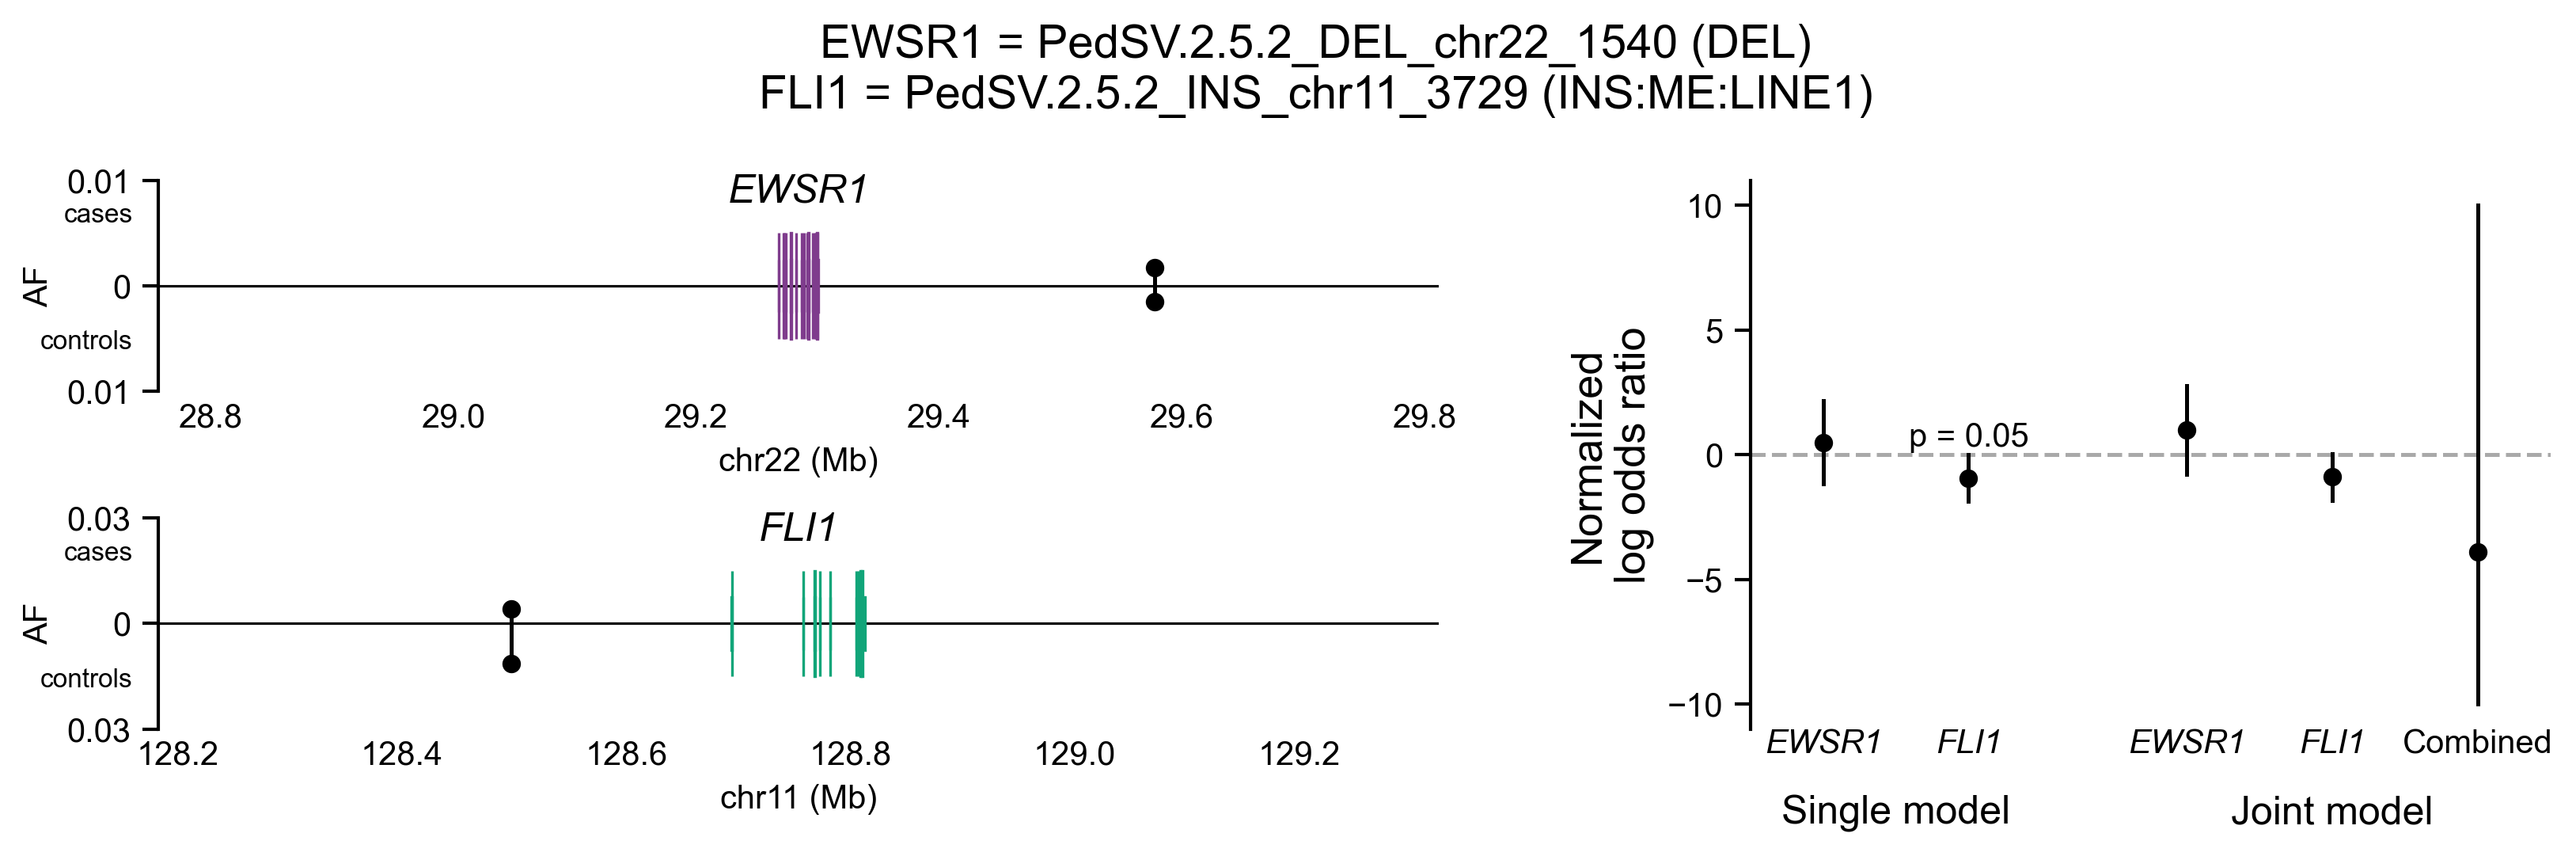 EWSR1 = PedSV.2.5.2_DEL_chr22_1540 (DEL)
FLI1 = PedSV.2.5.2_INS_chr11_3729 (INS:ME:LINE1)
EWSR1
0.01
cases
AF
0
controls
0.01
28.8 29.0 29.2 29.4 29.6 29.8
chr22 (Mb)
FLI1
0.03
cases
AF
0
controls
0.03
128.2 128.4 128.6 128.8 129.0 129.2
chr11 (Mb)
Normalized
log odds ratio
10
5
0
−5
−10
p = 0.05
EWSR1 FLI1 EWSR1 FLI1 Combined
Single model Joint model